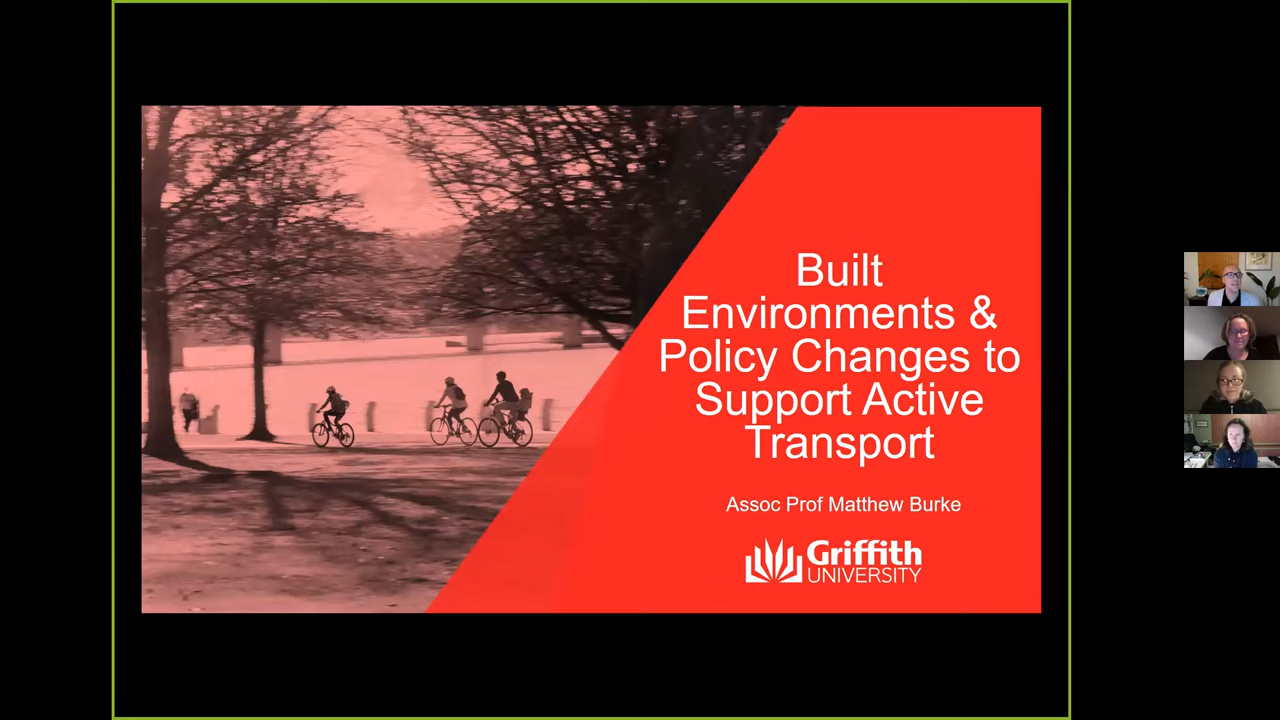 Built
Environments &
Policy Changes to
Support Active
Transport
Assoc Prof Matthew Burke
Griffith
UNIVERSITY